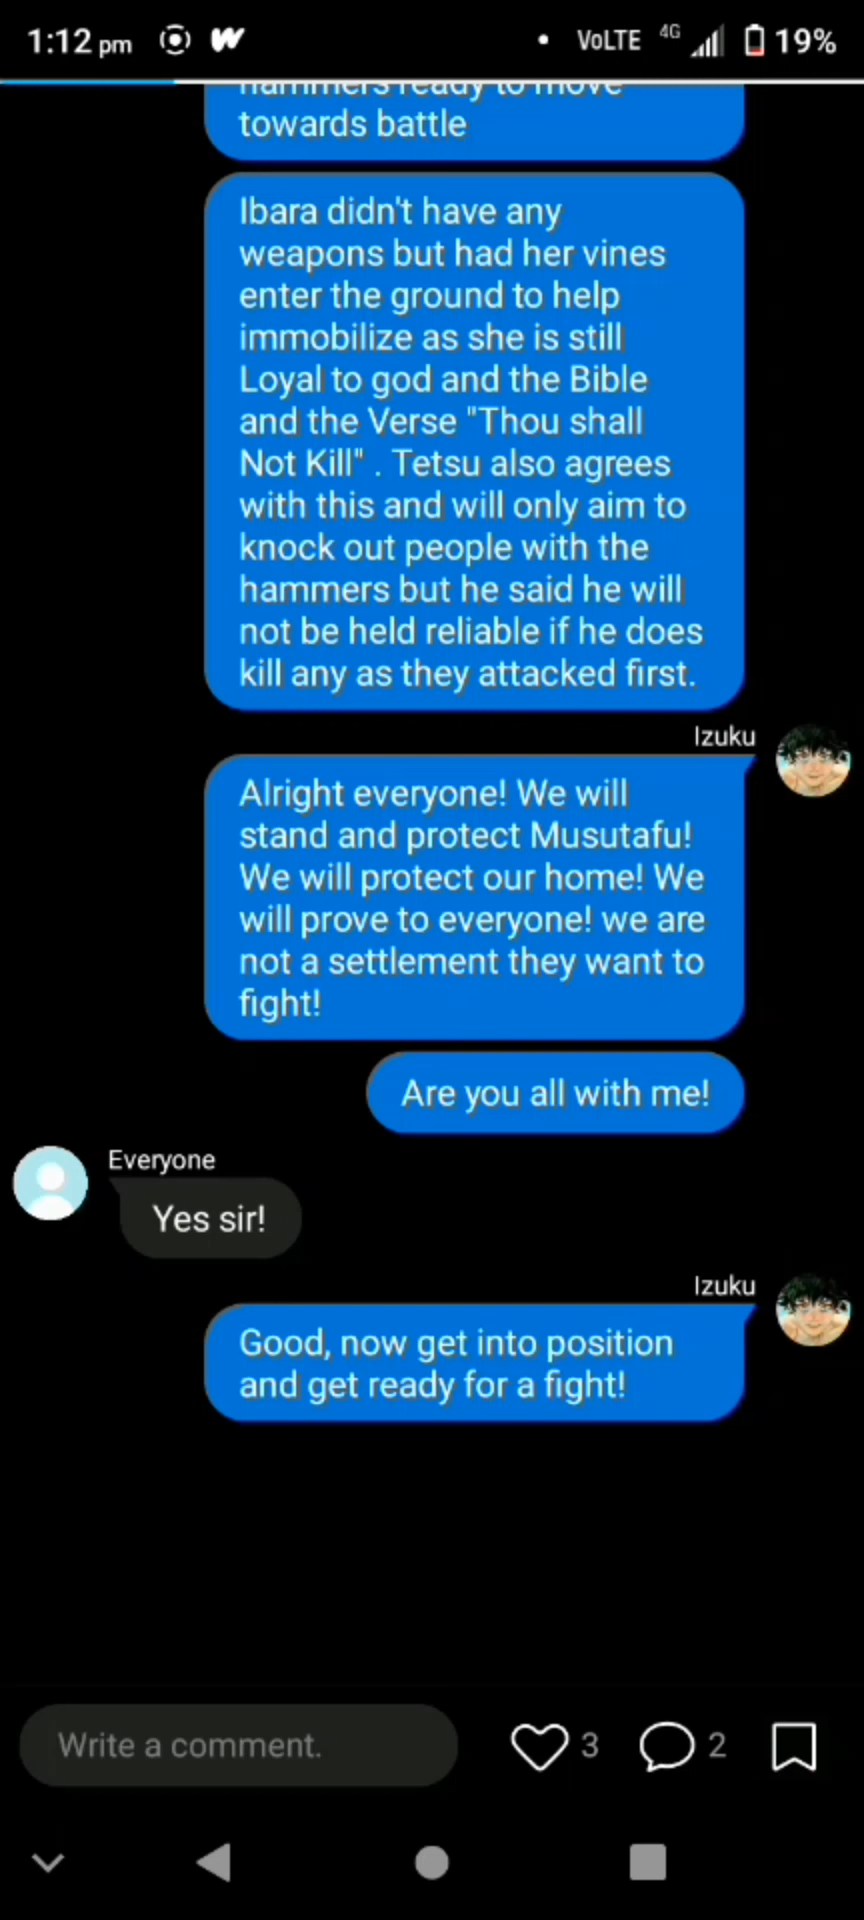 1:12 pm VoLTE 4G 19%
hammers ready to move
towards battle
Ibara didn't have any
weapons but had her vines
enter the ground to help
immobilize as she is still
Loyal to god and the Bible
and the Verse "Thou shall
Not Kill" . Tetsu also agrees
with this and will only aim to
knock out people with the
hammers but he said he will
not be held reliable if he does
kill any as they attacked first.
Izuku
Alright everyone! We will
stand and protect Musutafu!
We will protect our home! We
will prove to everyone! we are
not a settlement they want to
fight!
Are you all with me!
Everyone
Yes sir!
Izuku
Good, now get into position
and get ready for a fight!
Write a comment.
3
2